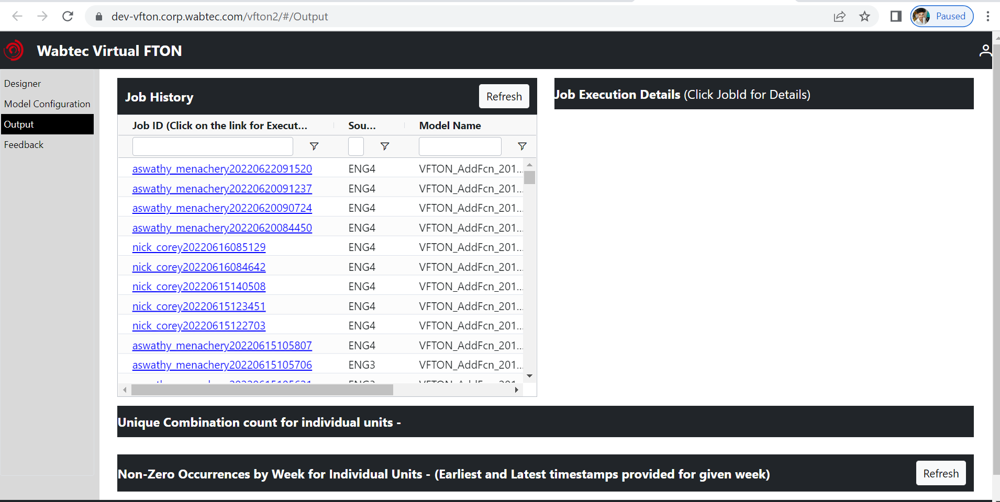 dev-vfton.corp.wabtec.com/vfton2/#/Output
Paused
Wabtec Virtual FTON
Designer
Model Configuration
Output
Feedback
Job History
Refresh
Job ID (Click on the link for Execut... Sou... Model Name
aswathy_menachery20220622091520 ENG4 VFTON_AddFcn_201...
aswathy_menachery20220620091237 ENG4 VFTON_AddFcn_201...
aswathy_menachery20220620090724 ENG4 VFTON_AddFcn_201...
aswathy_menachery20220620084450 ENG4 VFTON_AddFcn_201...
nick_corey20220616085129 ENG4 VFTON_AddFcn_201...
nick_corey20220616084642 ENG4 VFTON_AddFcn_201...
nick_corey20220615140508 ENG4 VFTON_AddFcn_201...
nick_corey20220615123451 ENG4 VFTON_AddFcn_201...
nick_corey20220615122703 ENG4 VFTON_AddFcn_201...
aswathy_menachery20220615105807 ENG4 VFTON_AddFcn_201...
aswathy_menachery20220615105706 ENG3 VFTON_AddFcn_201...
Job Execution Details (Click JobId for Details)
Unique Combination count for individual units -
Non-Zero Occurrences by Week for Individual Units - (Earliest and Latest timestamps provided for given week)
Refresh